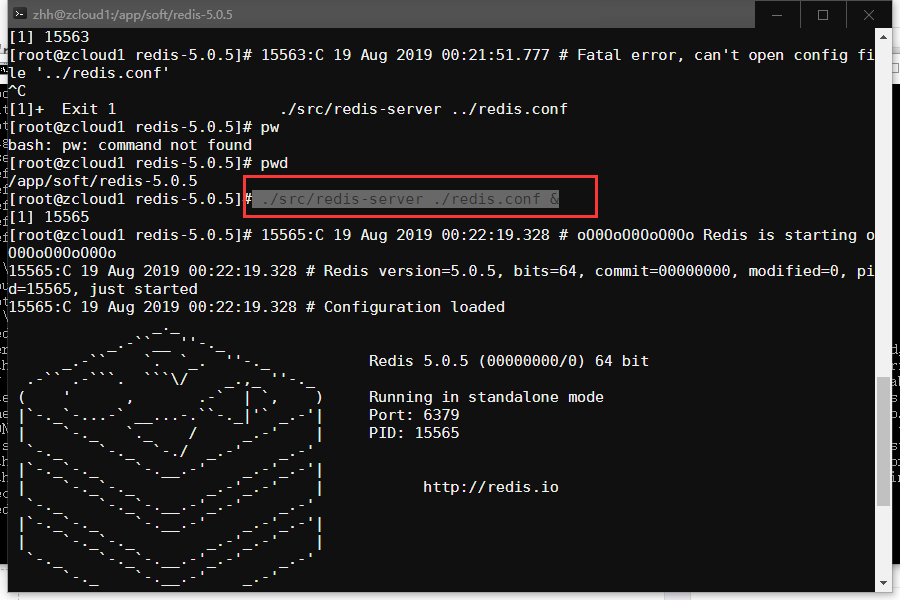 zhh@zcloud1:/app/soft/redis-5.0.5
[1] 15563
[root@zcloud1 redis-5.0.5]# 15563:C 19 Aug 2019 00:21:51.777 # Fatal error, can't open config fi
le '../redis.conf'
^C
[1]+  Exit 1                  ./src/redis-server ../redis.conf
[root@zcloud1 redis-5.0.5]# pw
bash: pw: command not found
[root@zcloud1 redis-5.0.5]# pwd
/app/soft/redis-5.0.5
[root@zcloud1 redis-5.0.5]# ./src/redis-server ./redis.conf &
[1] 15565
[root@zcloud1 redis-5.0.5]# 15565:C 19 Aug 2019 00:22:19.328 # oO0OoO0OoO0Oo Redis is starting o
O0OoO0OoO0Oo
15565:C 19 Aug 2019 00:22:19.328 # Redis version=5.0.5, bits=64, commit=00000000, modified=0, pi
d=15565, just started
15565:C 19 Aug 2019 00:22:19.328 # Configuration loaded
Redis 5.0.5 (00000000/0) 64 bit
Running in standalone mode
Port: 6379
PID: 15565
http://redis.io